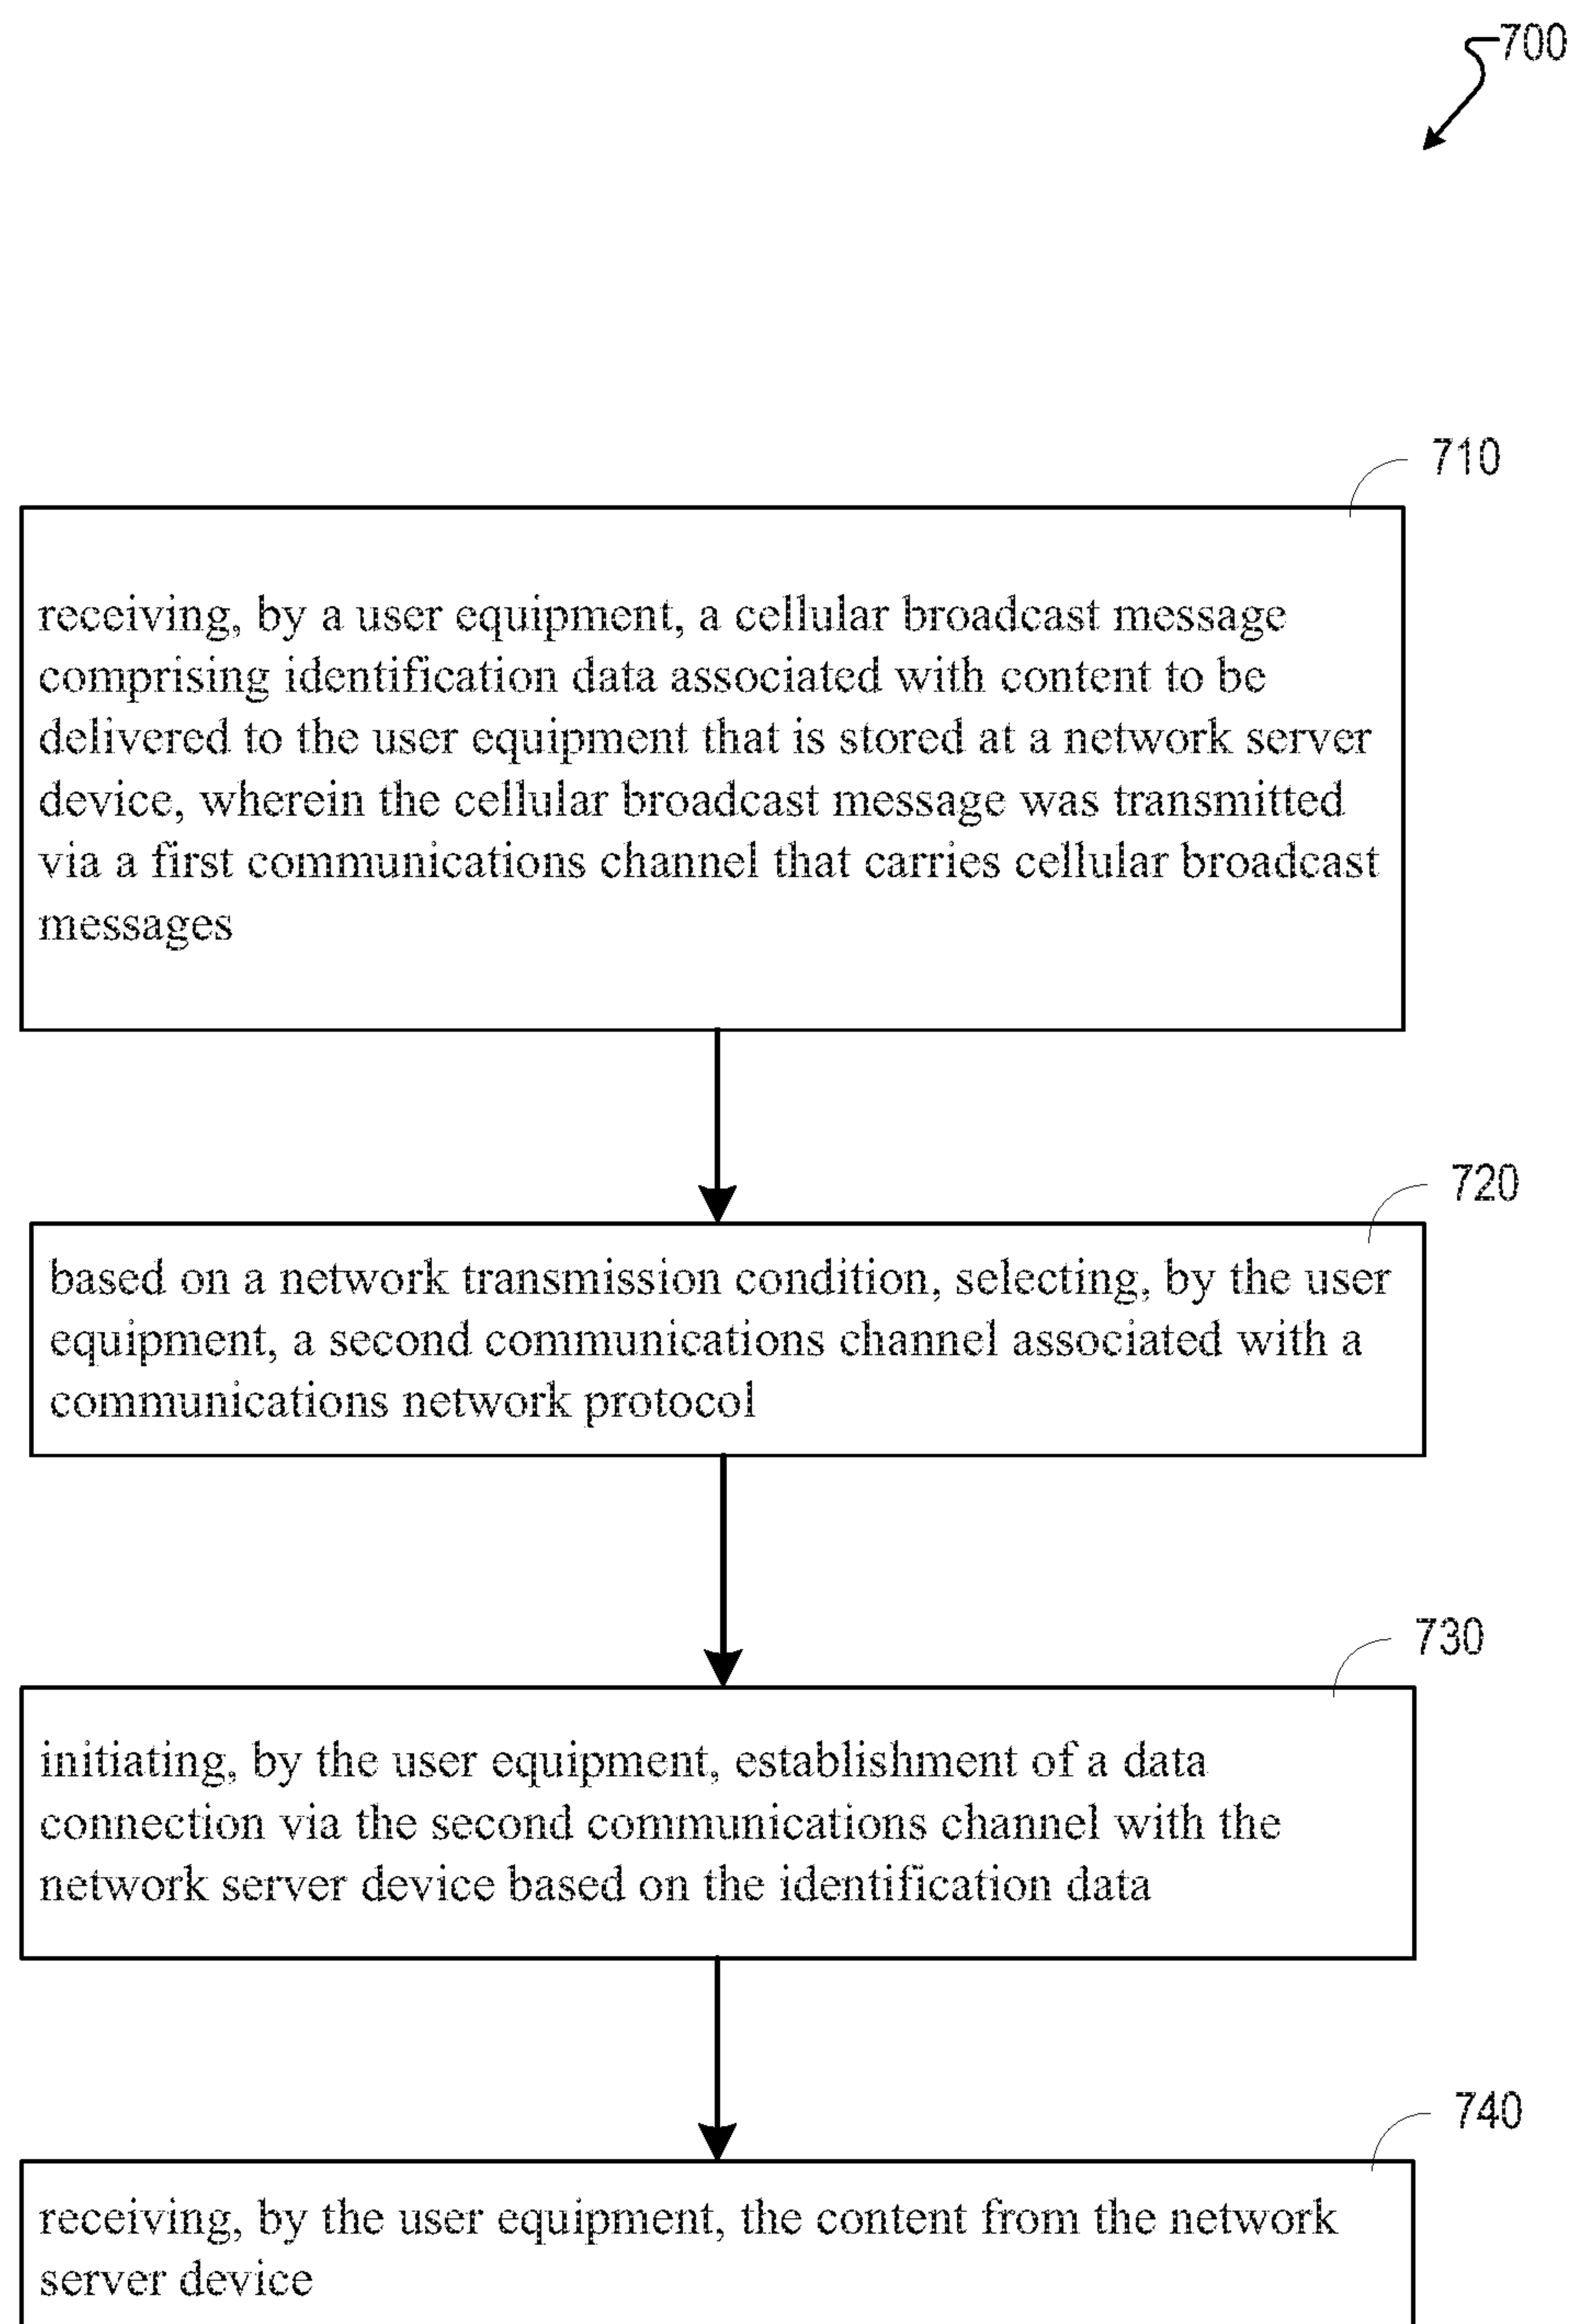 700
710
receiving, by a user equipment, a cellular broadcast message
comprising identification data associated with content to be
delivered to the user equipment that is stored at a network server
device, wherein the cellular broadcast message was transmitted
via a first communications channel that carries cellular broadcast
messages
720
based on a network transmission condition, selecting, by the user
equipment, a second communications channel associated with a
communications network protocol
730
initiating, by the user equipment, establishment of a data
connection via the second communications channel with the
network server device based on the identification data
740
receiving, by the user equipment, the content from the network
server device